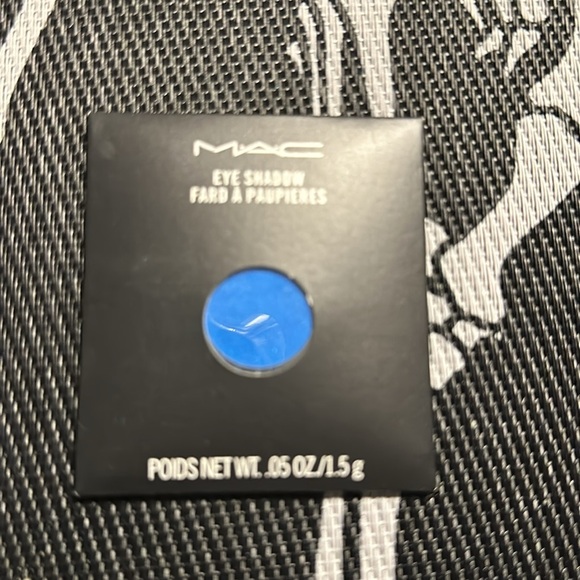 MAC
EYE SHADOW
FARD À PAUPIÈRES
POIDS NET WT. .05 OZ/1.5 g